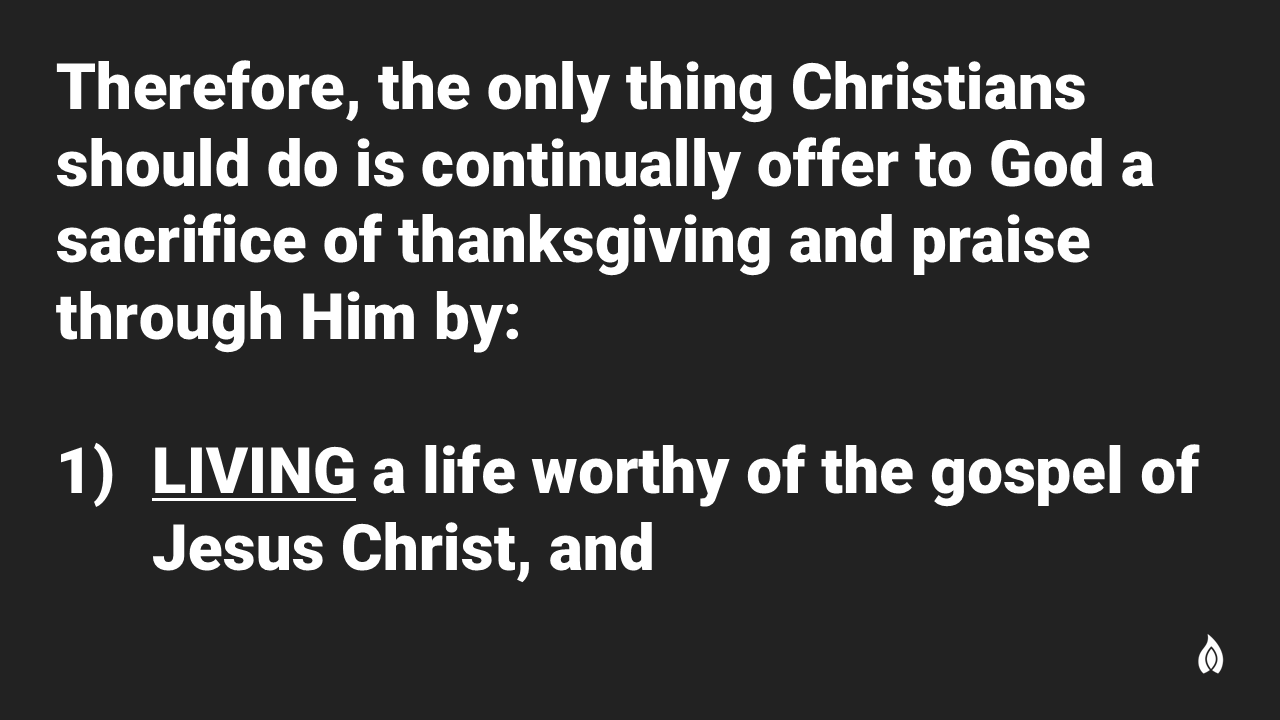 Therefore, the only thing Christians
should do is continually offer to God a
sacrifice of thanksgiving and praise
through Him by:
1) LIVING a life worthy of the gospel of
Jesus Christ, and